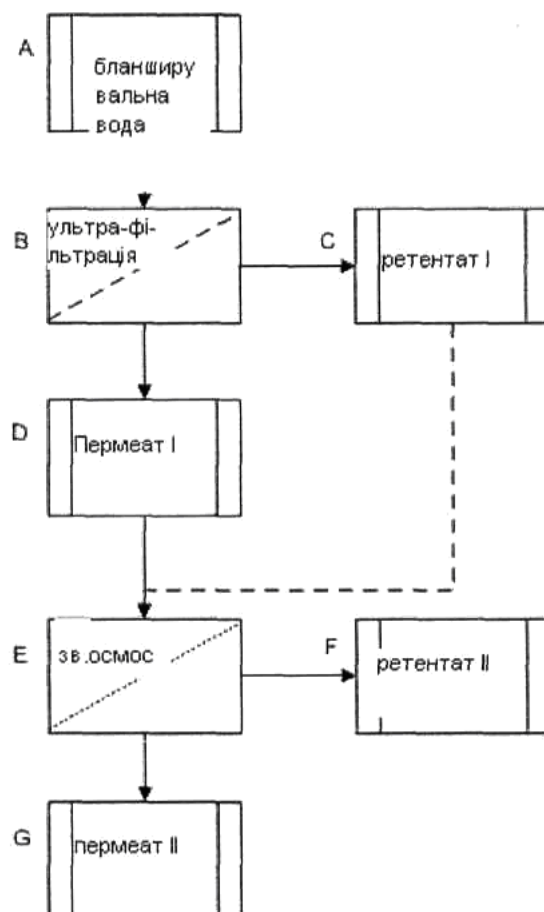 A
бланширу
вальна
вода
B
ультра-фі-
льтрація
C
ретентат I
D
Пермеат I
E
зв.осмос
F
ретентат II
G
пермеат II